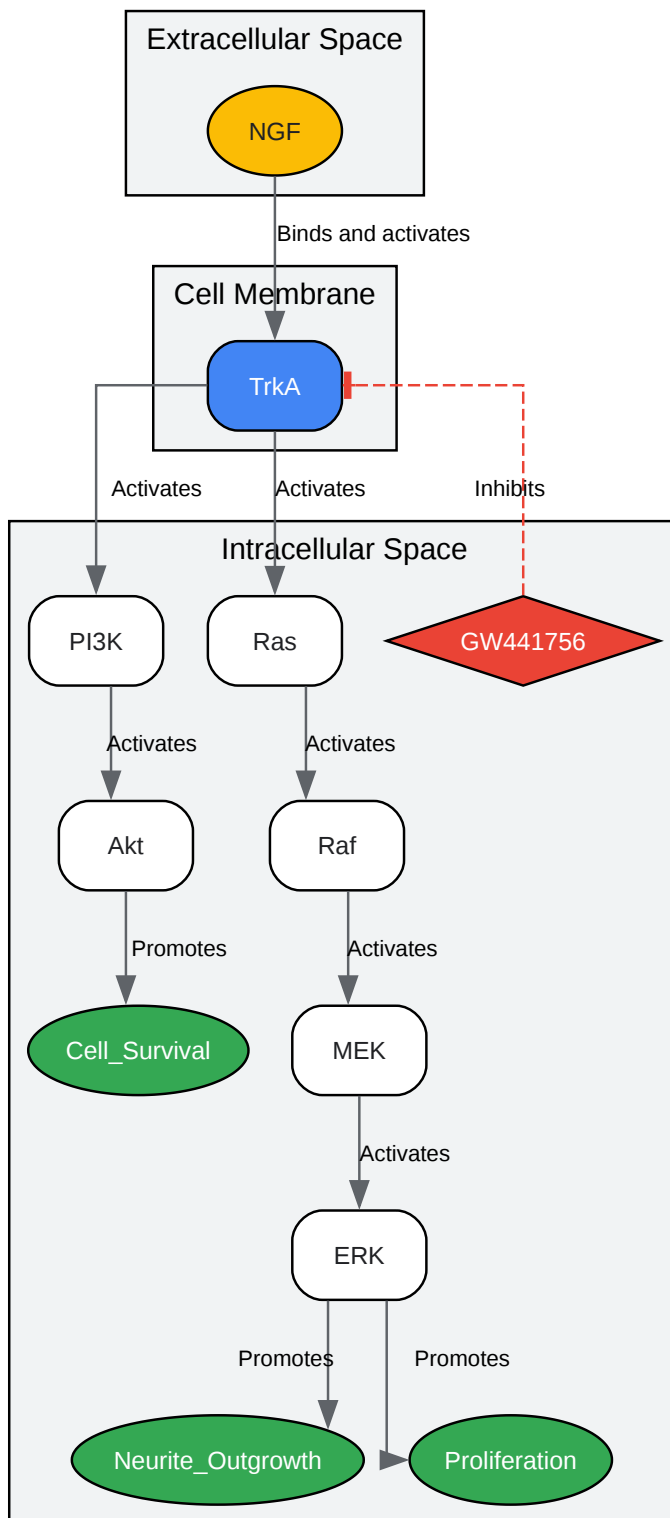 Extracellular Space
NGF
Binds and activates
Cell Membrane
TrkA
Activates
Activates
Inhibits
Intracellular Space
PI3K
Ras
GW441756
Activates
Activates
Akt
Raf
Promotes
Activates
Cell_Survival
MEK
Activates
ERK
Promotes
Promotes
Neurite_Outgrowth
Proliferation